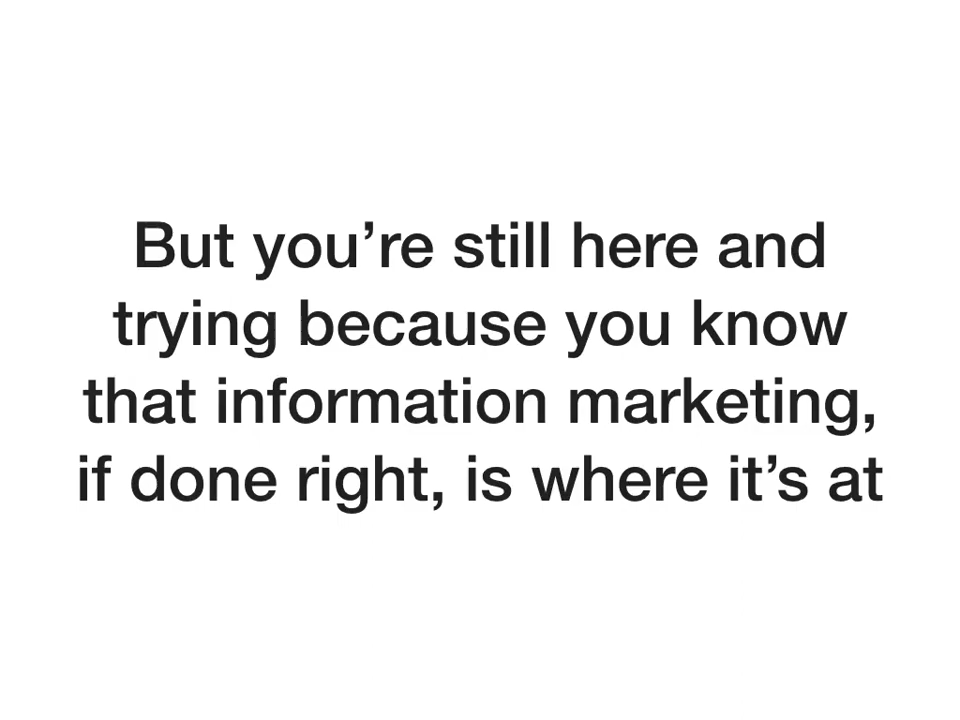 But you’re still here and
trying because you know
that information marketing,
if done right, is where it’s at